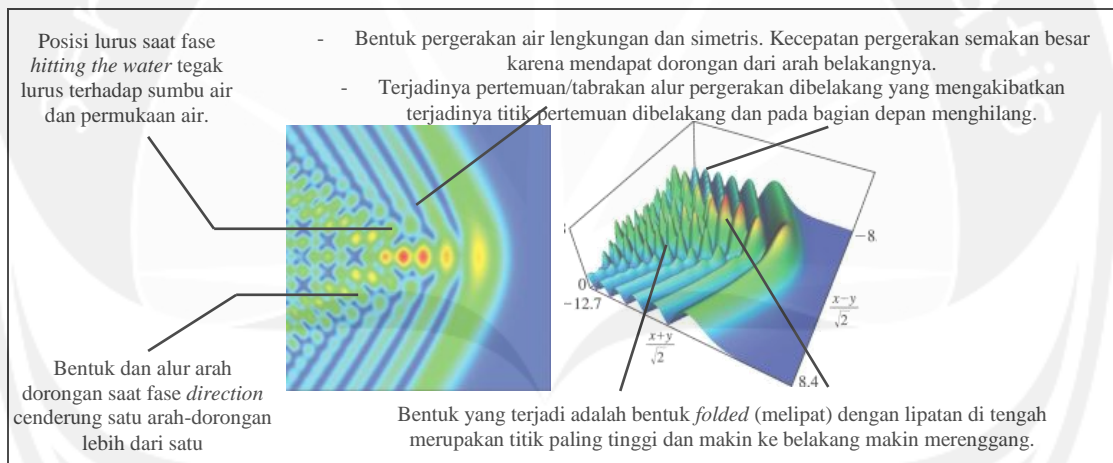 Posisi lurus saat fase
hitting the water tegak
lurus terhadap sumbu air
dan permukaan air.
- Bentuk pergerakan air lengkungan dan simetris. Kecepatan pergerakan semakan besar
karena mendapat dorongan dari arah belakangnya.
- Terjadinya pertemuan/tabrakan alur pergerakan dibelakang yang mengakibatkan
terjadinya titik pertemuan dibelakang dan pada bagian depan menghilang.
0
−12.7
x+y
√2
8.4
x−y
√2
−8.
Bentuk dan alur arah
dorongan saat fase direction
cenderung satu arah-dorongan
lebih dari satu
Bentuk yang terjadi adalah bentuk folded (melipat) dengan lipatan di tengah
merupakan titik paling tinggi dan makin ke belakang makin merenggang.